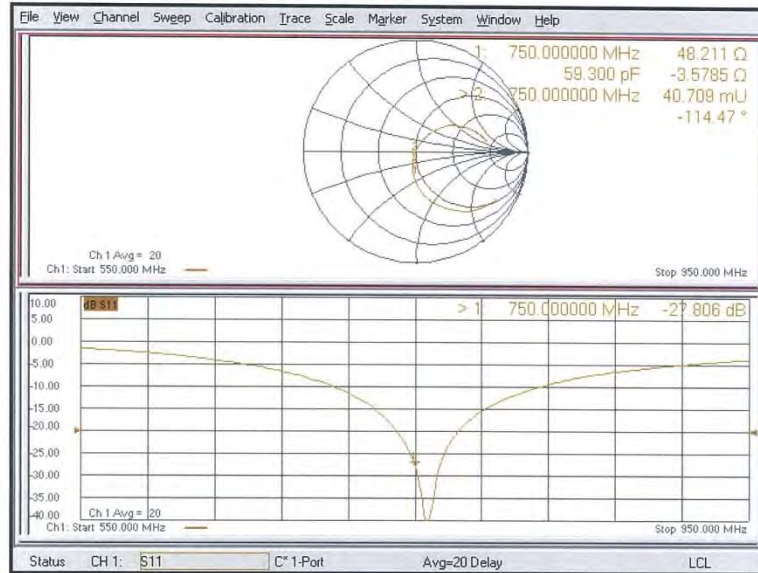 File View Channel Sweep Calibration Trace Scale Marker System Window Help
1: 750.000000 MHz 48.211 Ω
59.300 pF -3.5785 Ω
> 2: 750.000000 MHz 40.709 mU
-114.47 °
Ch 1 Avg = 20
Ch1: Start 550.000 MHz Stop 950.000 MHz
10.00 dB S11 > 1: 750.000000 MHz -27.806 dB
5.00
0.00
-5.00
-10.00
-15.00
-20.00
-25.00
-30.00
-35.00
-40.00 Ch 1 Avg = 20
Ch1: Start 550.000 MHz Stop 950.000 MHz
Status CH 1: S11 C* 1-Port Avg=20 Delay LCL